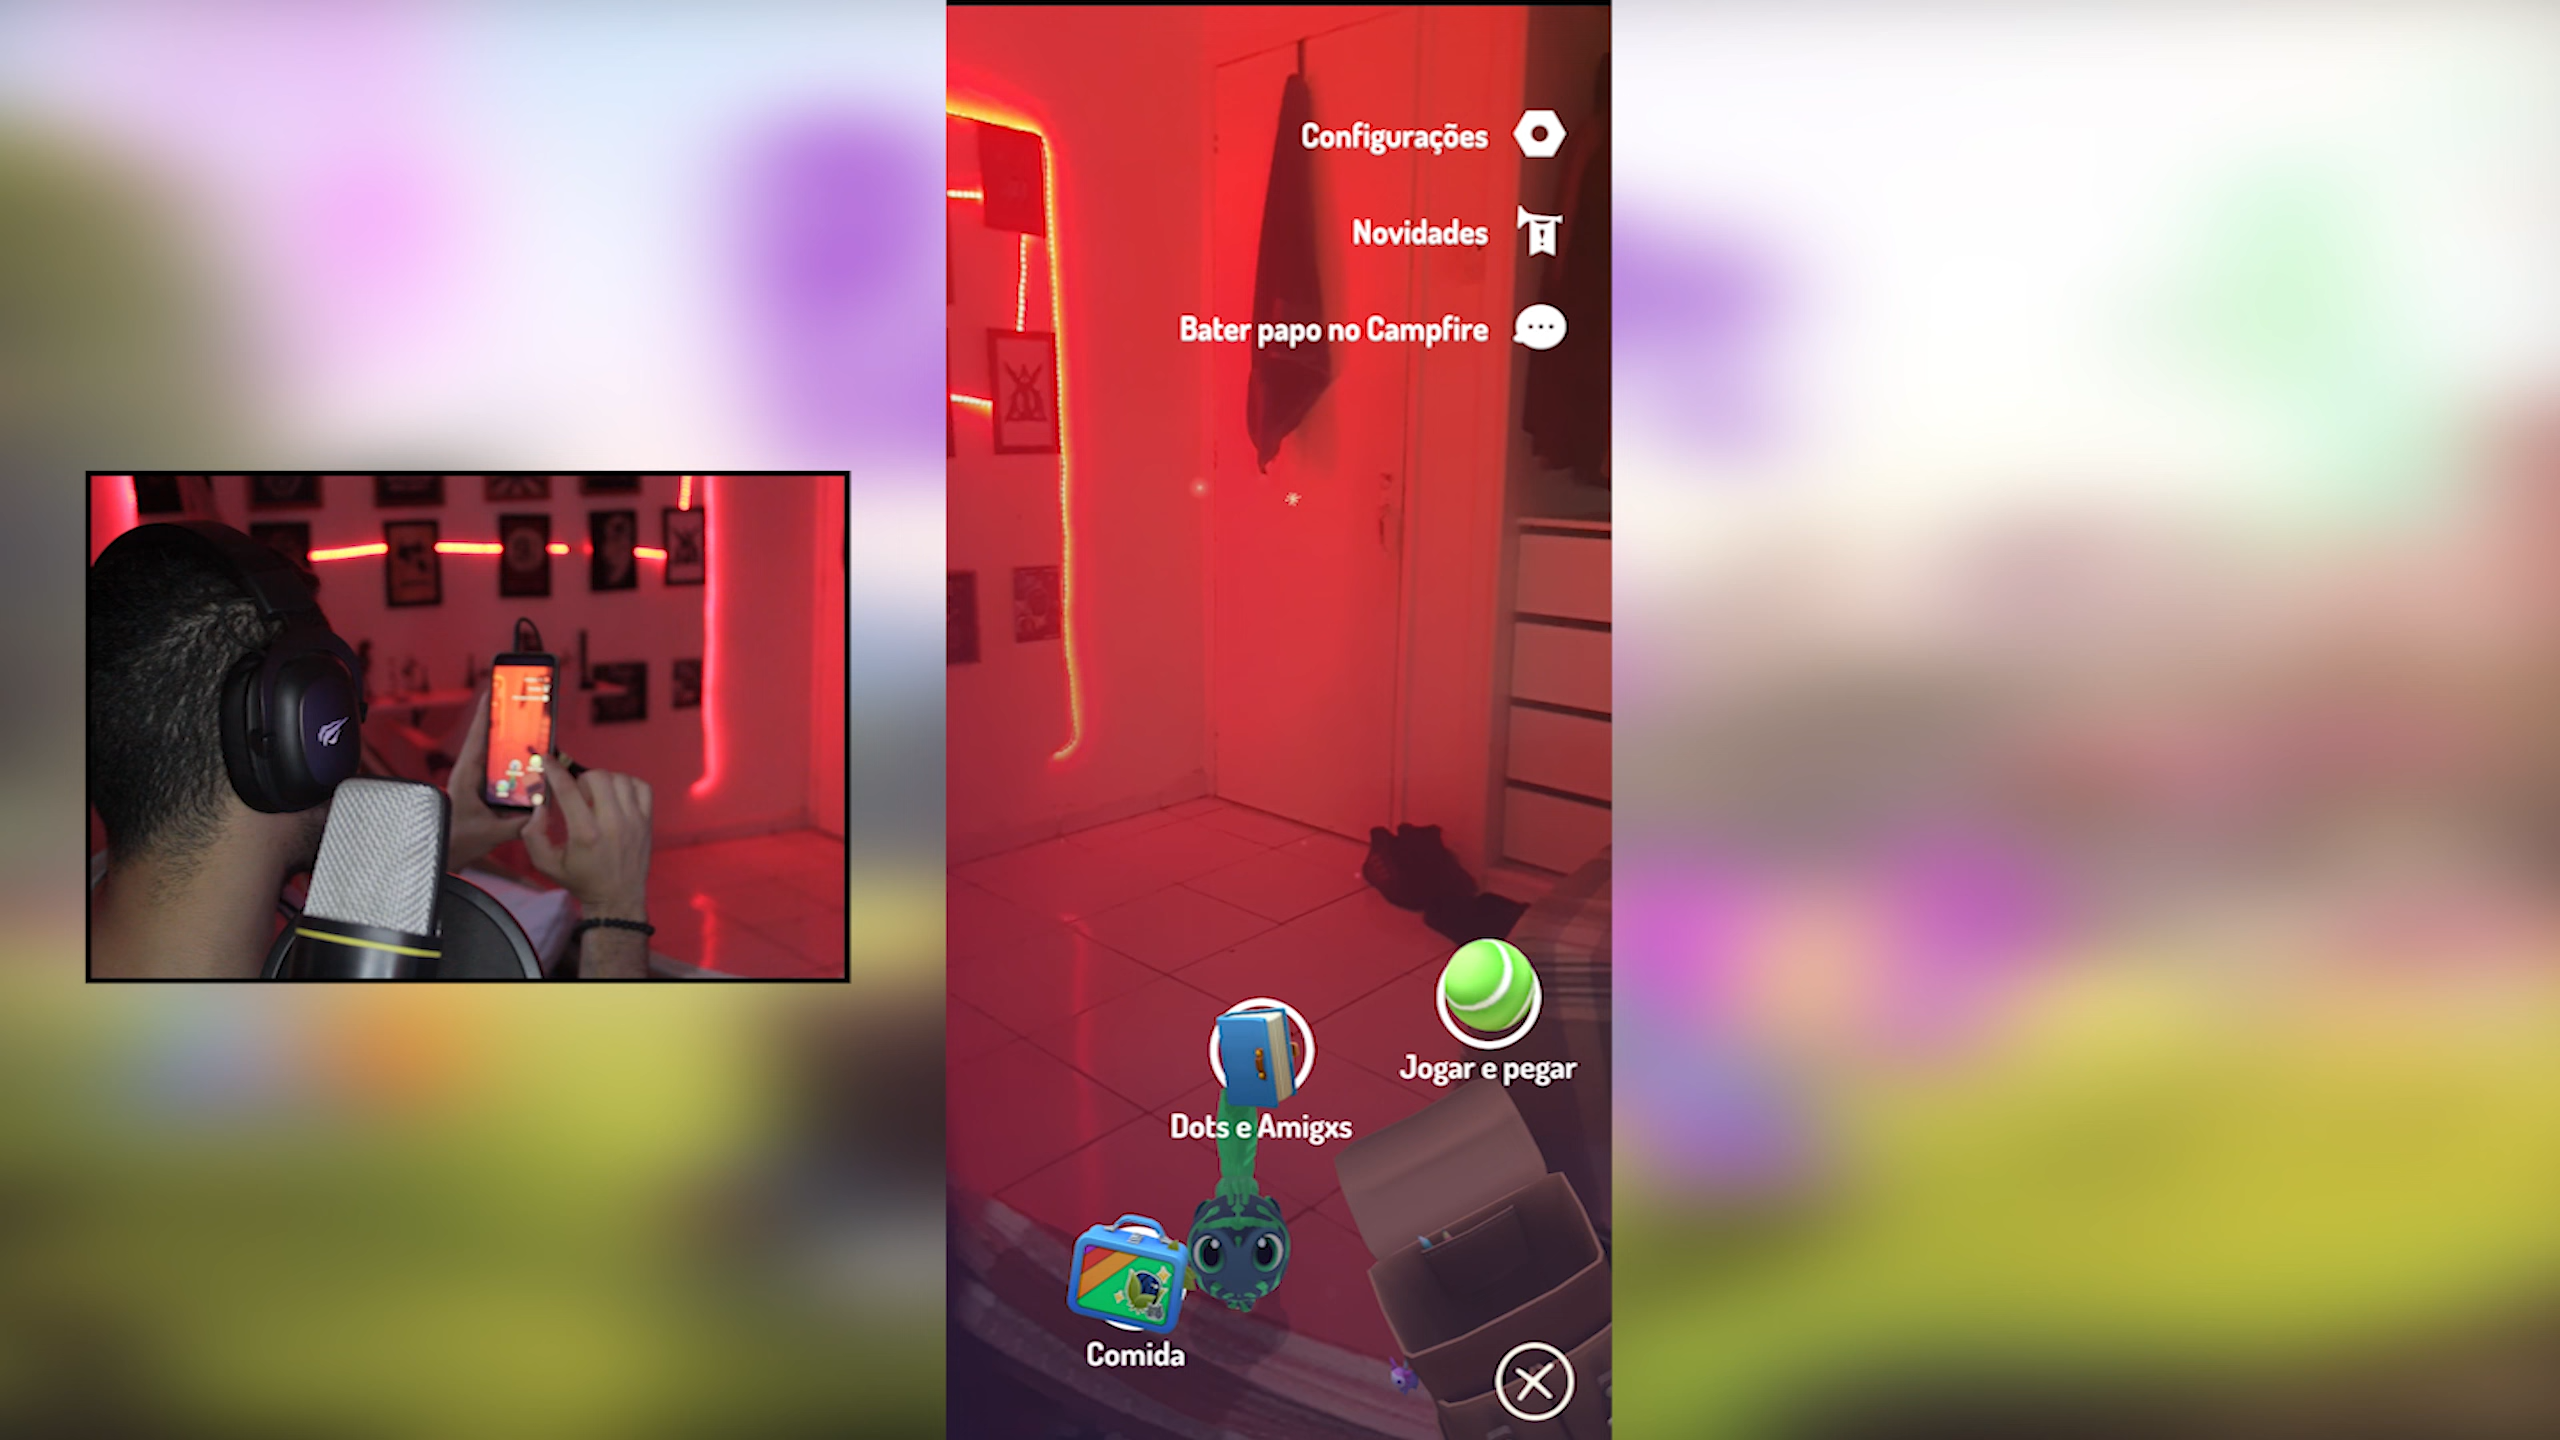 Configurações
Novidades
Bater papo no Campfire
Jogar e pegar
Dots e Amigxs
Comida